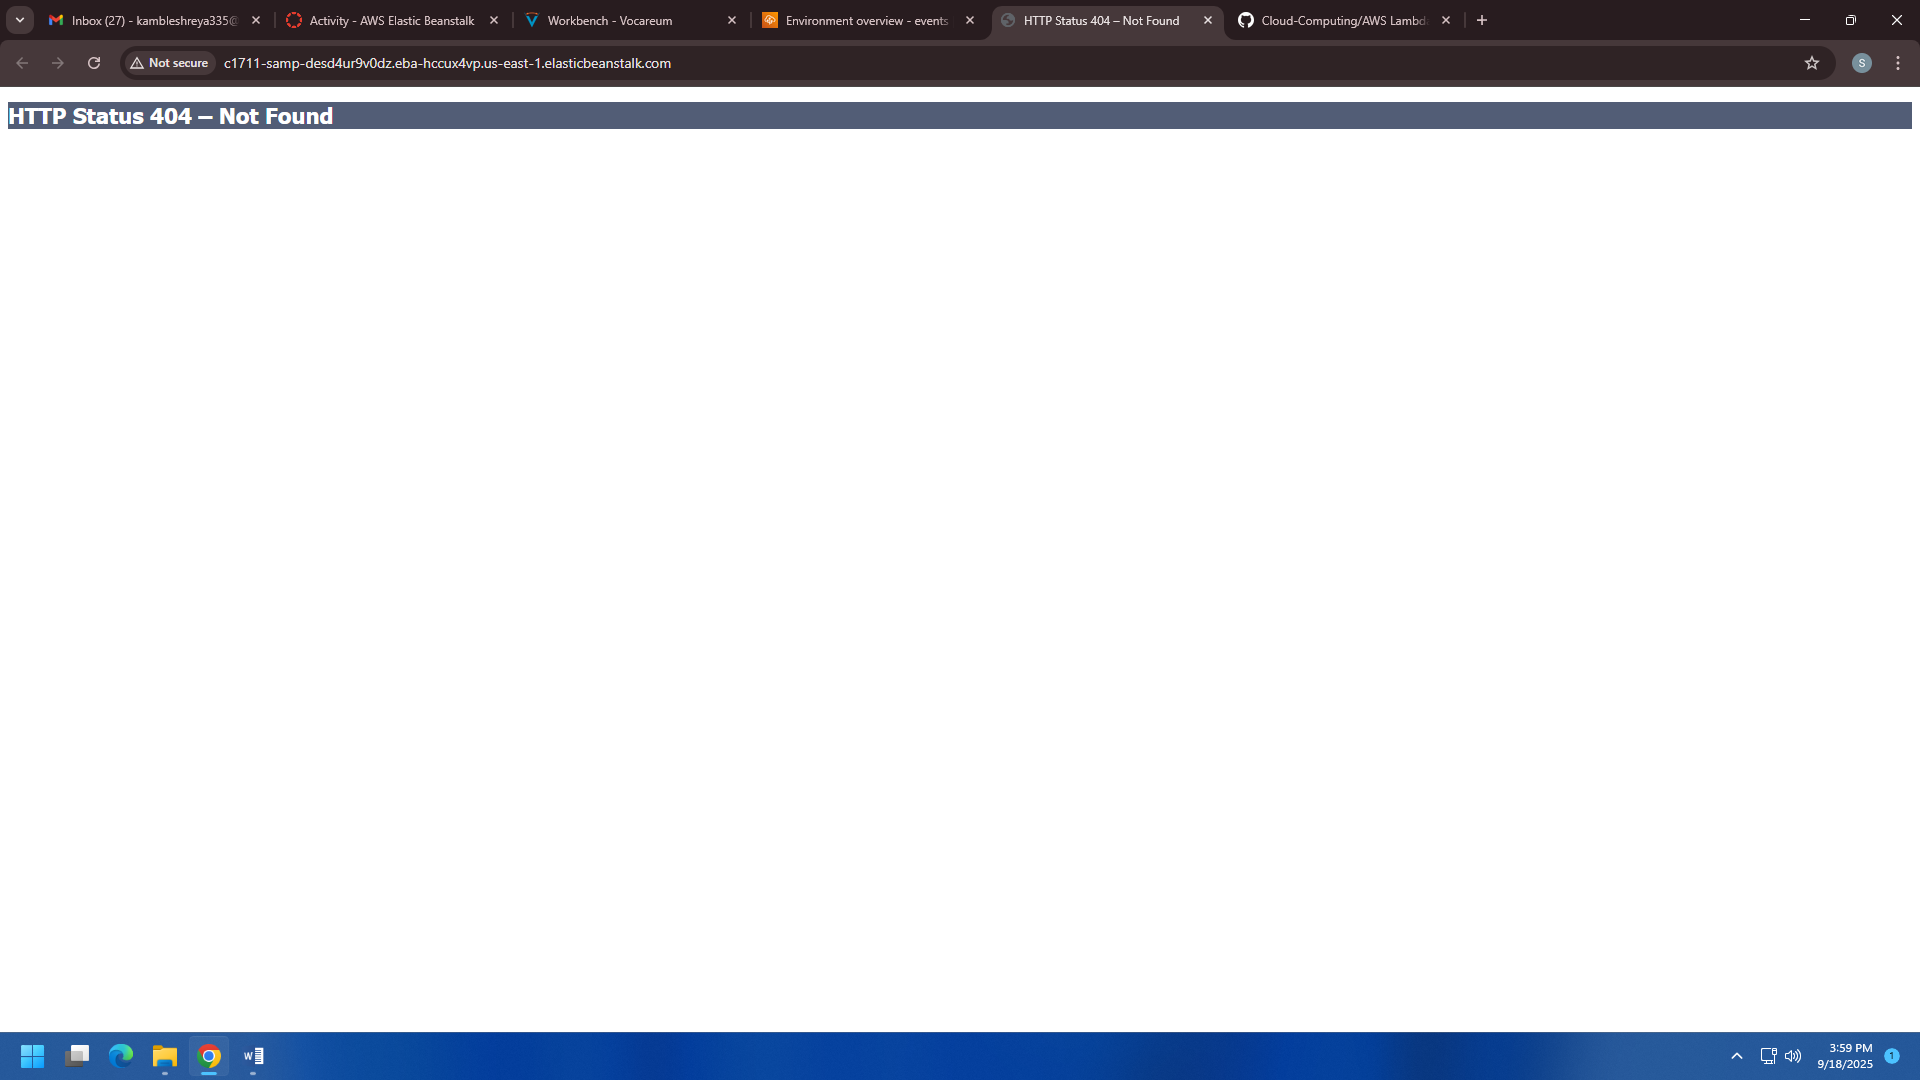 Inbox (27) - kambleshreya335@
Activity - AWS Elastic Beanstalk
Workbench - Vocareum
Environment overview - events
HTTP Status 404 – Not Found
Cloud-Computing/AWS Lambd
Not secure
c1711-samp-desd4ur9v0dz.eba-hccux4vp.us-east-1.elasticbeanstalk.com
S
HTTP Status 404 – Not Found
W
3:59 PM
9/18/2025
1